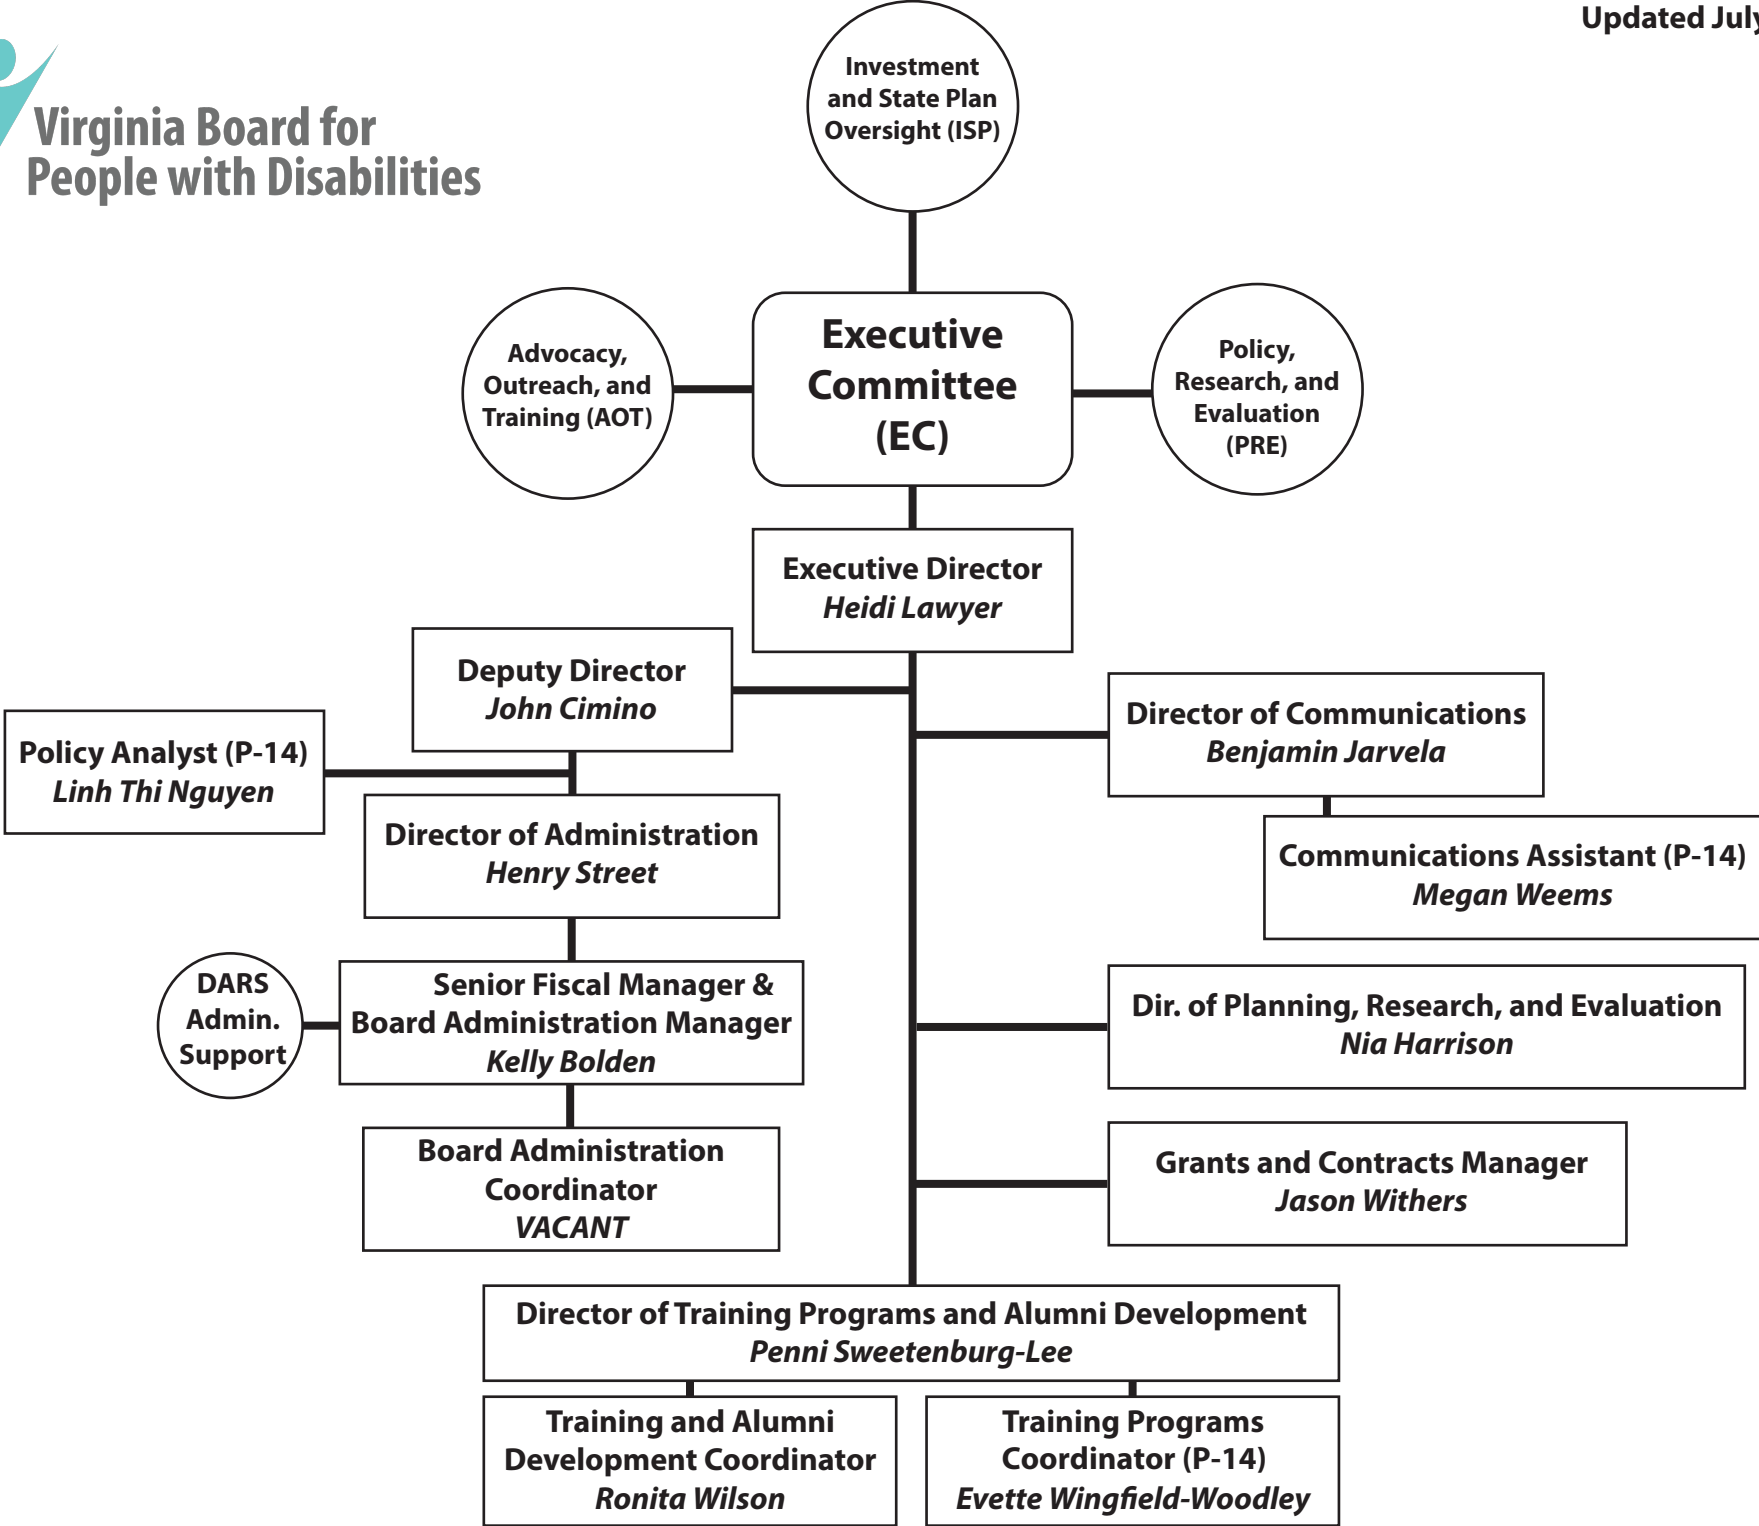 Updated July
Virginia Board for
People with Disabilities
Investment
and State Plan
Oversight (ISP)
Advocacy,
Outreach, and
Training (AOT)
Executive
Committee
(EC)
Policy,
Research, and
Evaluation
(PRE)
Executive Director
Heidi Lawyer
Deputy Director
John Cimino
Policy Analyst (P-14)
Linh Thi Nguyen
Director of Communications
Benjamin Jarvela
Director of Administration
Henry Street
Communications Assistant (P-14)
Megan Weems
DARS
Admin.
Support
Senior Fiscal Manager &
Board Administration Manager
Kelly Bolden
Dir. of Planning, Research, and Evaluation
Nia Harrison
Board Administration
Coordinator
VACANT
Grants and Contracts Manager
Jason Withers
Director of Training Programs and Alumni Development
Penni Sweetenburg-Lee
Training and Alumni
Development Coordinator
Ronita Wilson
Training Programs
Coordinator (P-14)
Evette Wingfield-Woodley